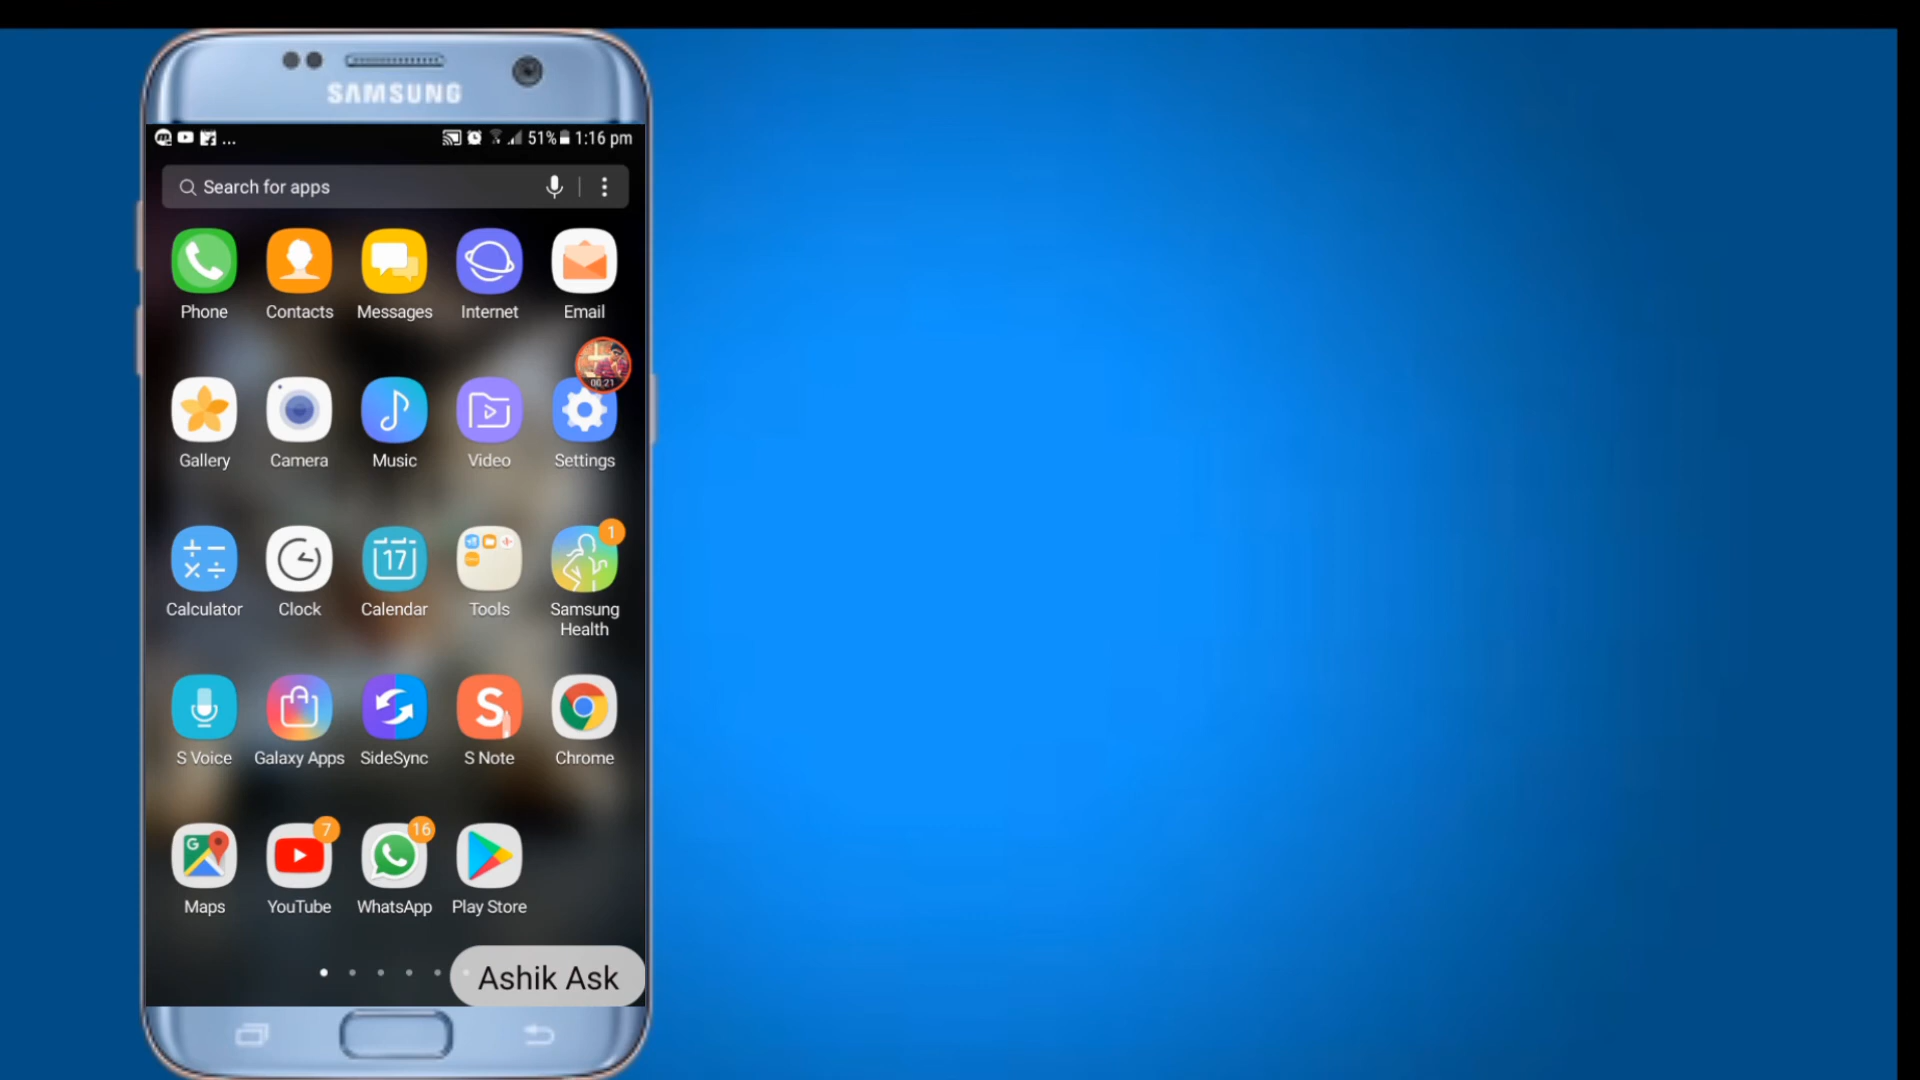 SAMSUNG
... 51% 1:16 pm
Search for apps
Phone Contacts Messages Internet Email
00:21
Gallery Camera Music Video Settings
17
1
Calculator Clock Calendar Tools Samsung Health
S
S Voice Galaxy Apps SideSync S Note Chrome
G
7
16
Maps YouTube WhatsApp Play Store
Ashik Ask